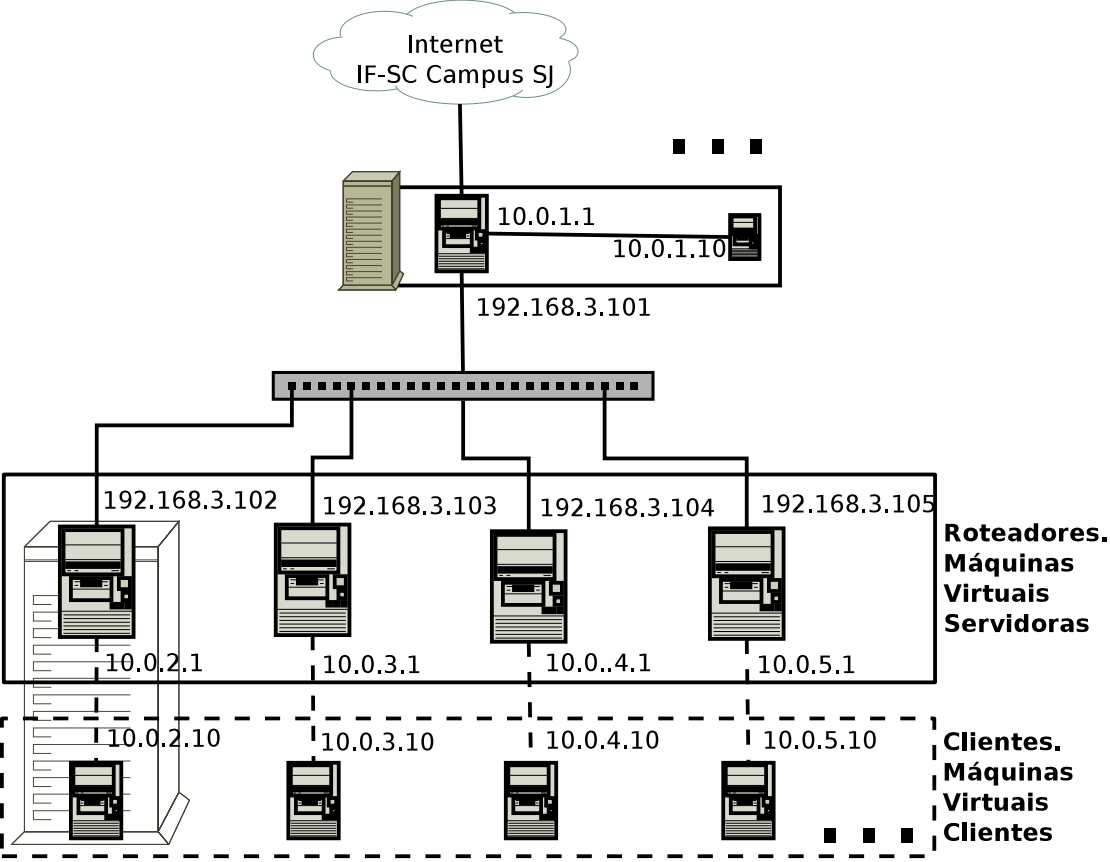 Internet
IF-SC Campus SJ
10.0.1.1
10.0.1.10
192.168.3.101
192.168.3.102
192.168.3.103
192.168.3.104
192.168.3.105
Roteadores.
Máquinas
Virtuais
Servidoras
10.0.2.1
10.0.3.1
10.0..4.1
10.0.5.1
10.0.2.10
10.0.3.10
10.0.4.10
10.0.5.10
Clientes.
Máquinas
Virtuais
Clientes